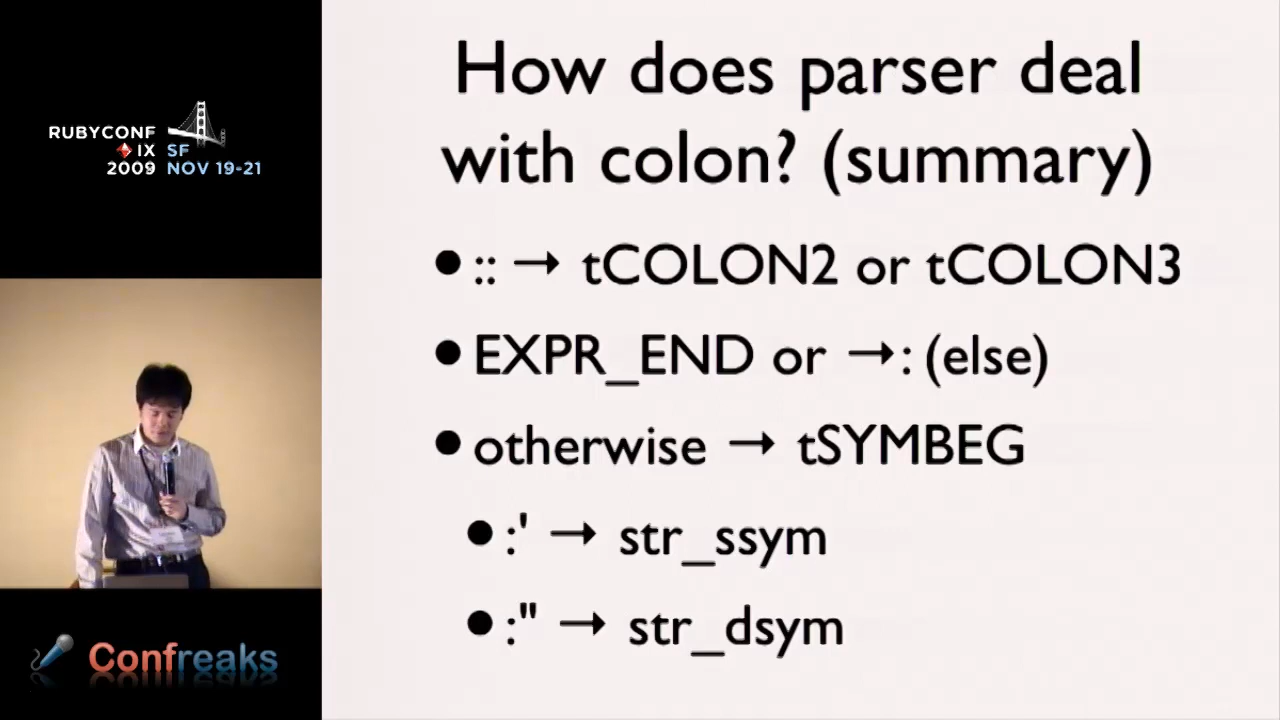 RUBYCONF
IX SF
2009 NOV 19-21
How does parser deal
with colon? (summary)
• :: → tCOLON2 or tCOLON3
• EXPR_END or → : (else)
• otherwise → tSYMBEG
• :' → str_ssym
• :" → str_dsym
Confreaks